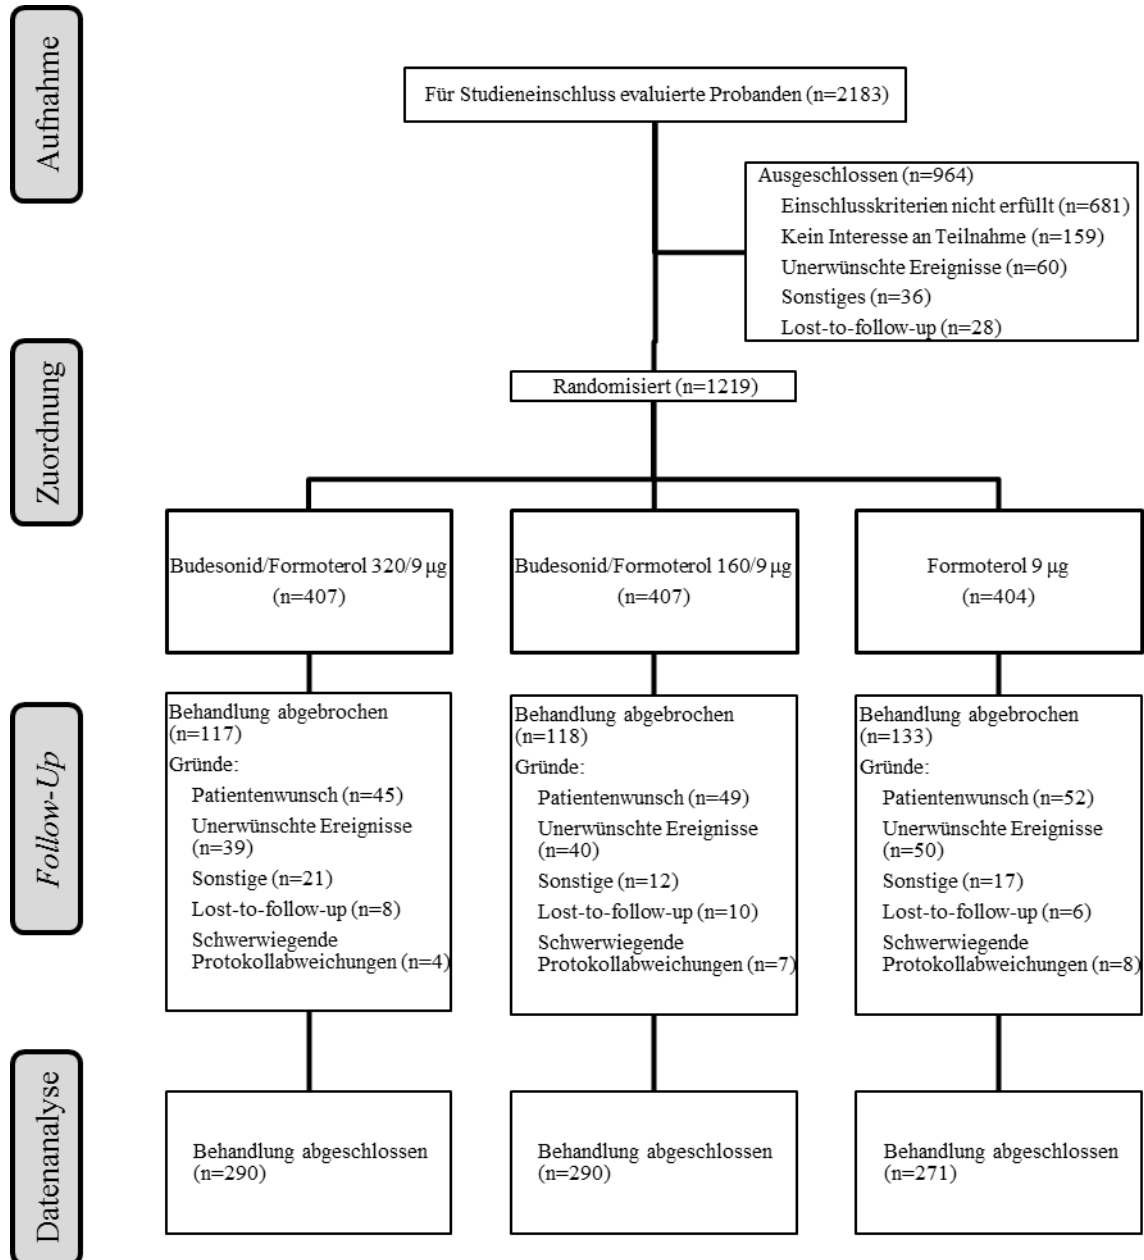 Aufnahme
Für Studieneinschluss evaluierte Probanden (n=2183)
Ausgeschlossen (n=964)
Einschlusskriterien nicht erfüllt (n=681)
Kein Interesse an Teilnahme (n=159)
Unerwünschte Ereignisse (n=60)
Sonstiges (n=36)
Lost-to-follow-up (n=28)
Zuordnung
Randomisiert (n=1219)
Budesonid/Formoterol 320/9 µg
(n=407)
Budesonid/Formoterol 160/9 µg
(n=407)
Formoterol 9 µg
(n=404)
Follow-Up
Behandlung abgebrochen
(n=117)
Gründe:
Patientenwunsch (n=45)
Unerwünschte Ereignisse
(n=39)
Sonstige (n=21)
Lost-to-follow-up (n=8)
Schwerwiegende
Protokollabweichungen (n=4)
Behandlung abgebrochen
(n=118)
Gründe:
Patientenwunsch (n=49)
Unerwünschte Ereignisse
(n=40)
Sonstige (n=12)
Lost-to-follow-up (n=10)
Schwerwiegende
Protokollabweichungen (n=7)
Behandlung abgebrochen
(n=133)
Gründe:
Patientenwunsch (n=52)
Unerwünschte Ereignisse
(n=50)
Sonstige (n=17)
Lost-to-follow-up (n=6)
Schwerwiegende
Protokollabweichungen (n=8)
Datenanalyse
Behandlung abgeschlossen
(n=290)
Behandlung abgeschlossen
(n=290)
Behandlung abgeschlossen
(n=271)